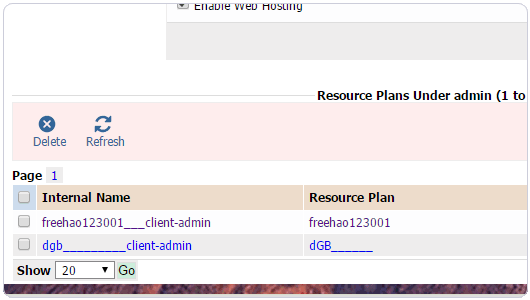 Enable Web Hosting
Resource Plans Under admin (1 to
Delete Refresh
Page 1
Internal Name Resource Plan
freehao123001___client-admin freehao123001
dgb_________client-admin dGB______
Show 20 Go